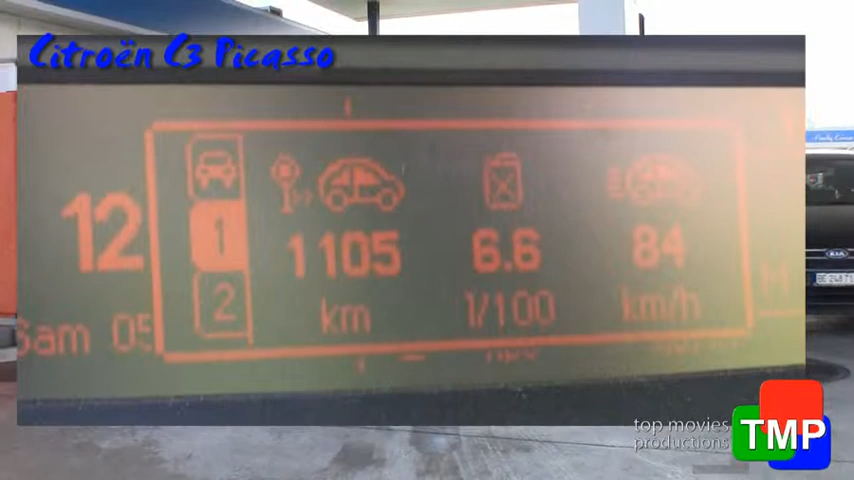 Citroën C3 Picasso
12
1
2
1105
km
6.6
l/100
84
km/h
Sam 05
top movies
productions
TMP
KIA